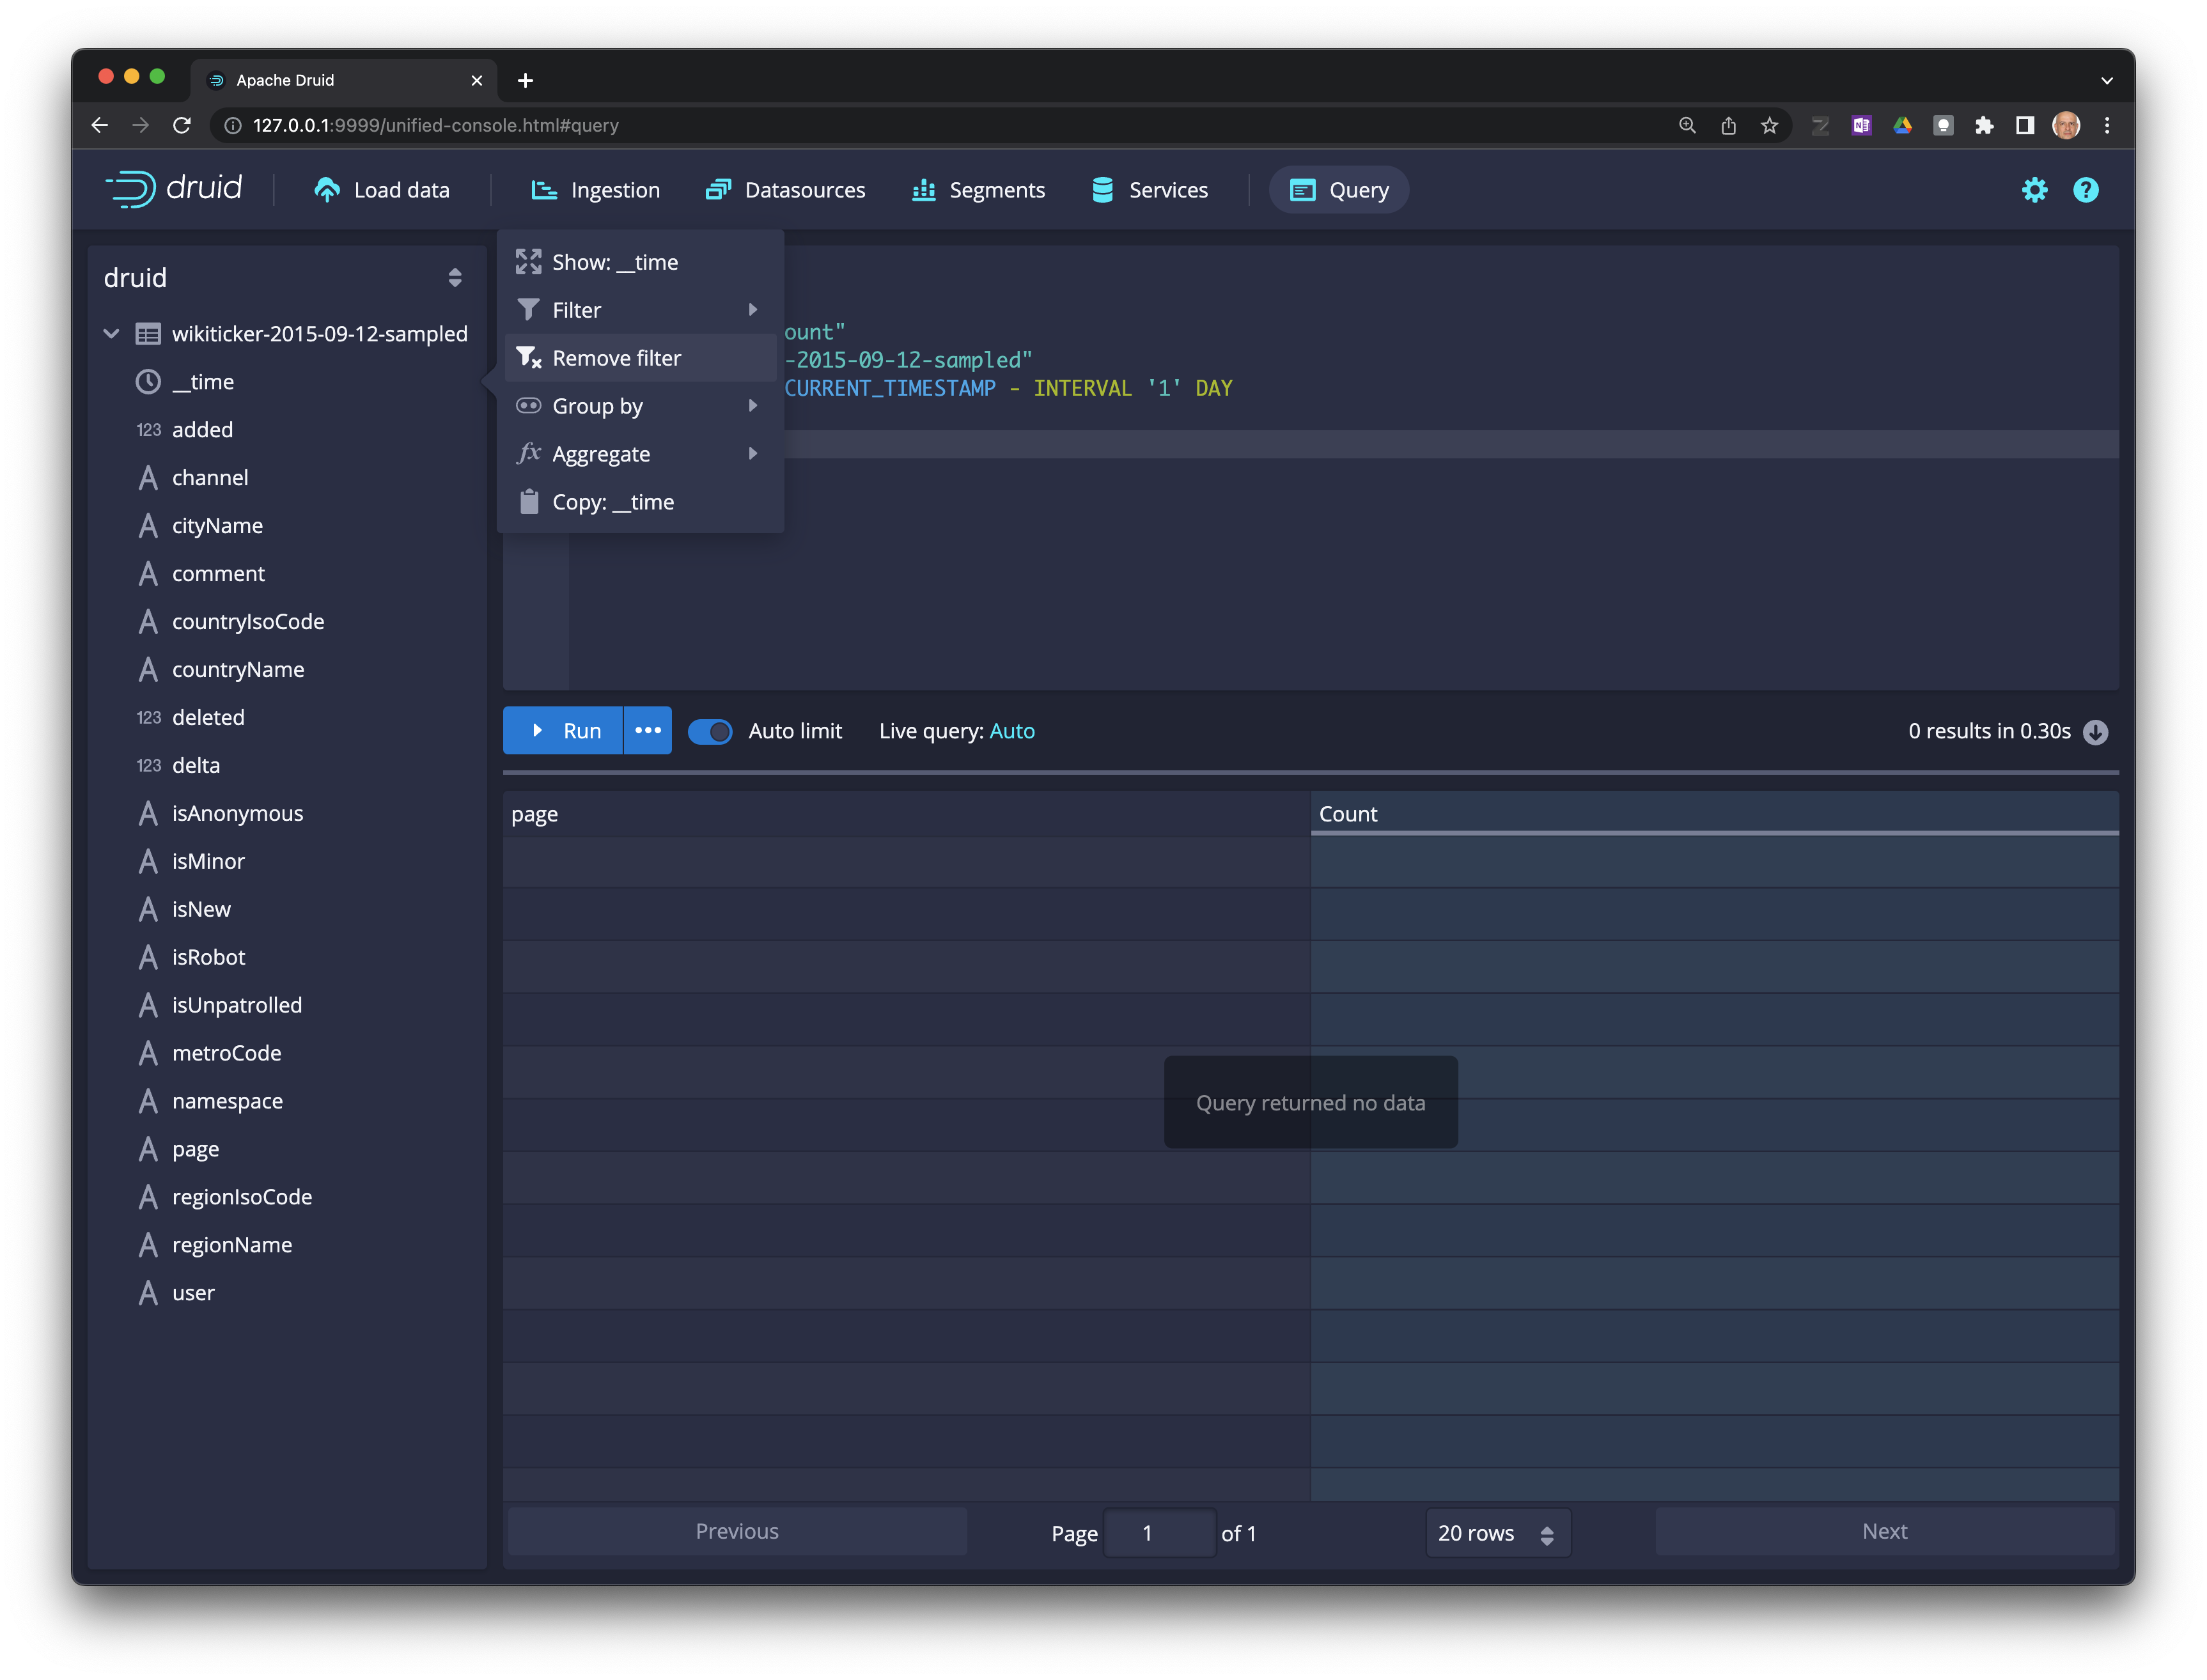 Apache Druid
127.0.0.1:9999/unified-console.html#query
druid
Load data
Ingestion
Datasources
Segments
Services
Query
druid
wikiticker-2015-09-12-sampled
__time
123 added
A channel
A cityName
A comment
A countryIsoCode
A countryName
123 deleted
123 delta
A isAnonymous
A isMinor
A isNew
A isRobot
A isUnpatrolled
A metroCode
A namespace
A page
A regionIsoCode
A regionName
A user
Show: __time
Filter
Remove filter
Group by
fx Aggregate
Copy: __time
ount"
-2015-09-12-sampled"
CURRENT_TIMESTAMP - INTERVAL '1' DAY
Run
Auto limit
Live query: Auto
0 results in 0.30s
page
Count
Query returned no data
Previous
Page 1 of 1
20 rows
Next